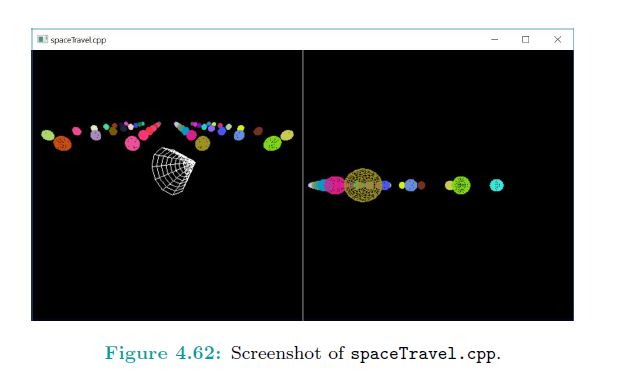 spaceTravel.cpp
Figure 4.62: Screenshot of spaceTravel.cpp.